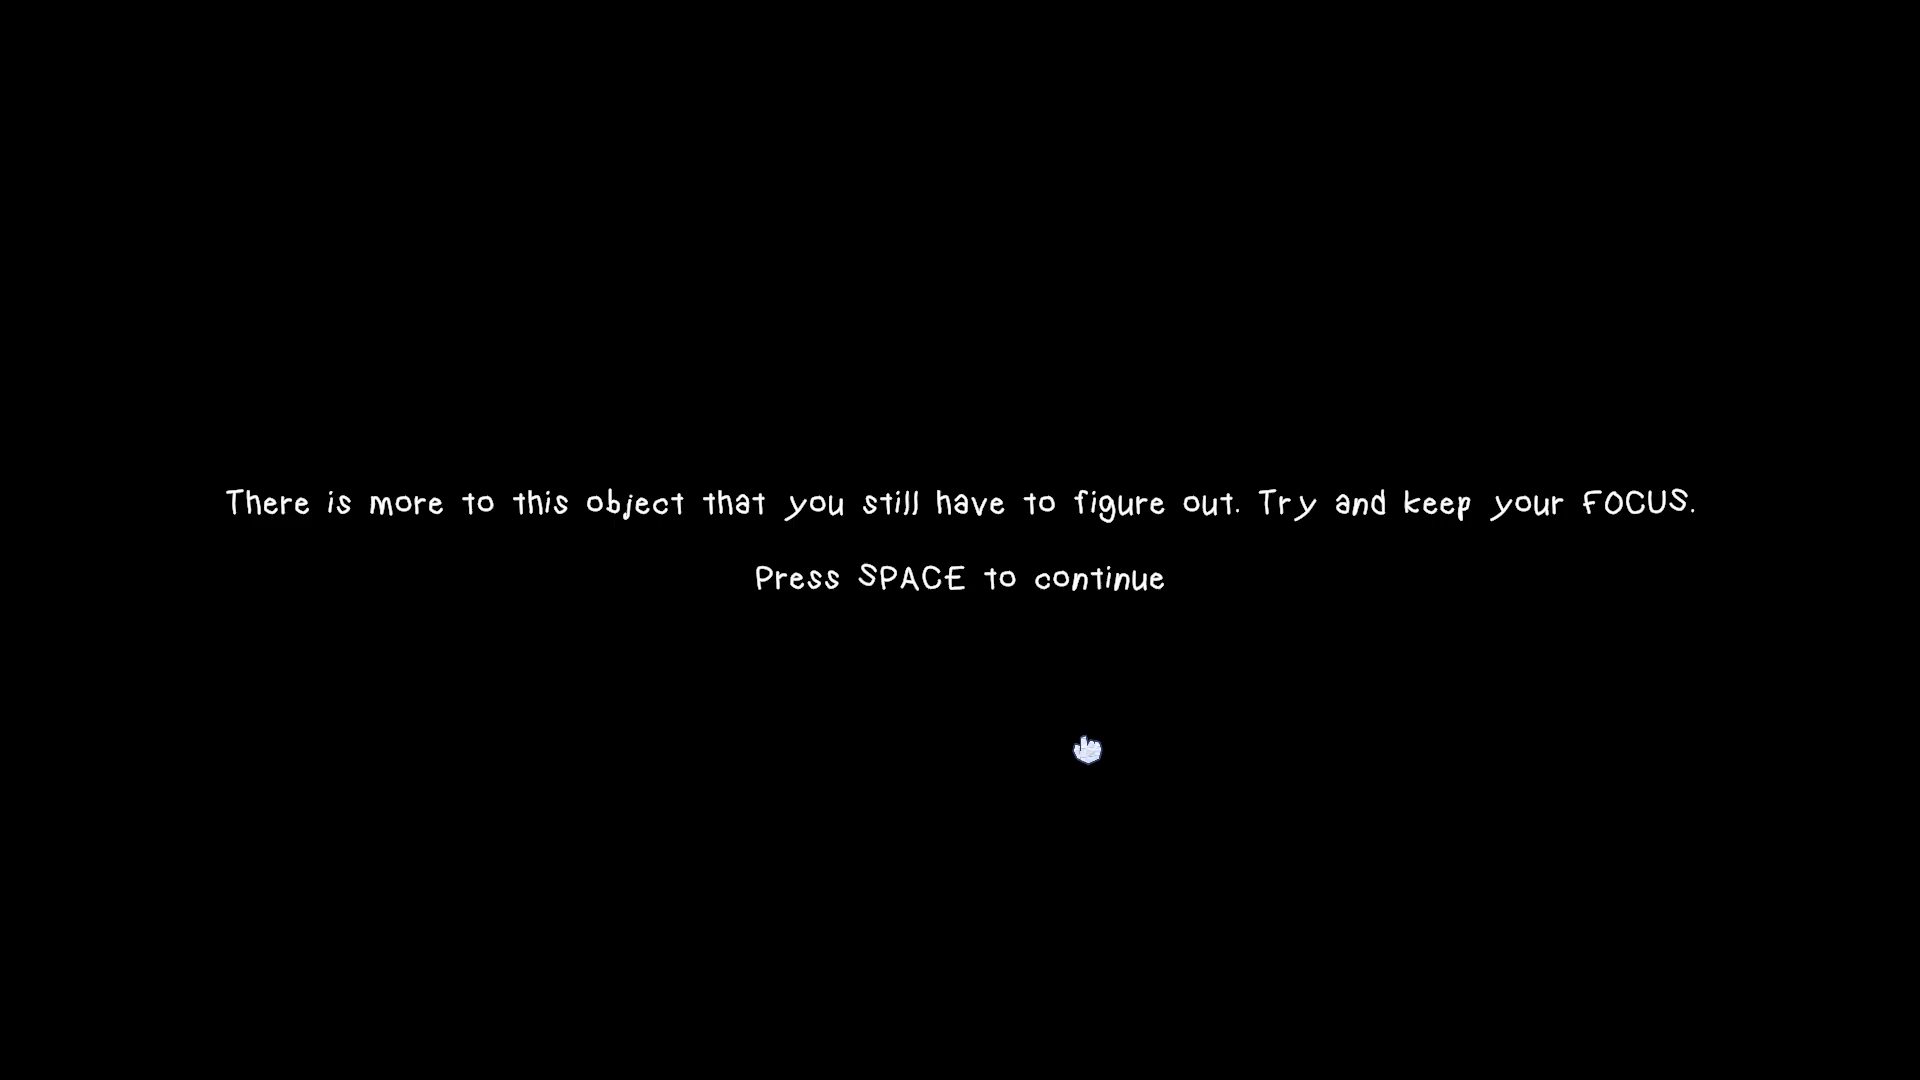 There is more to this object that you still have to figure out. Try and keep your FOCUS.
Press SPACE to continue